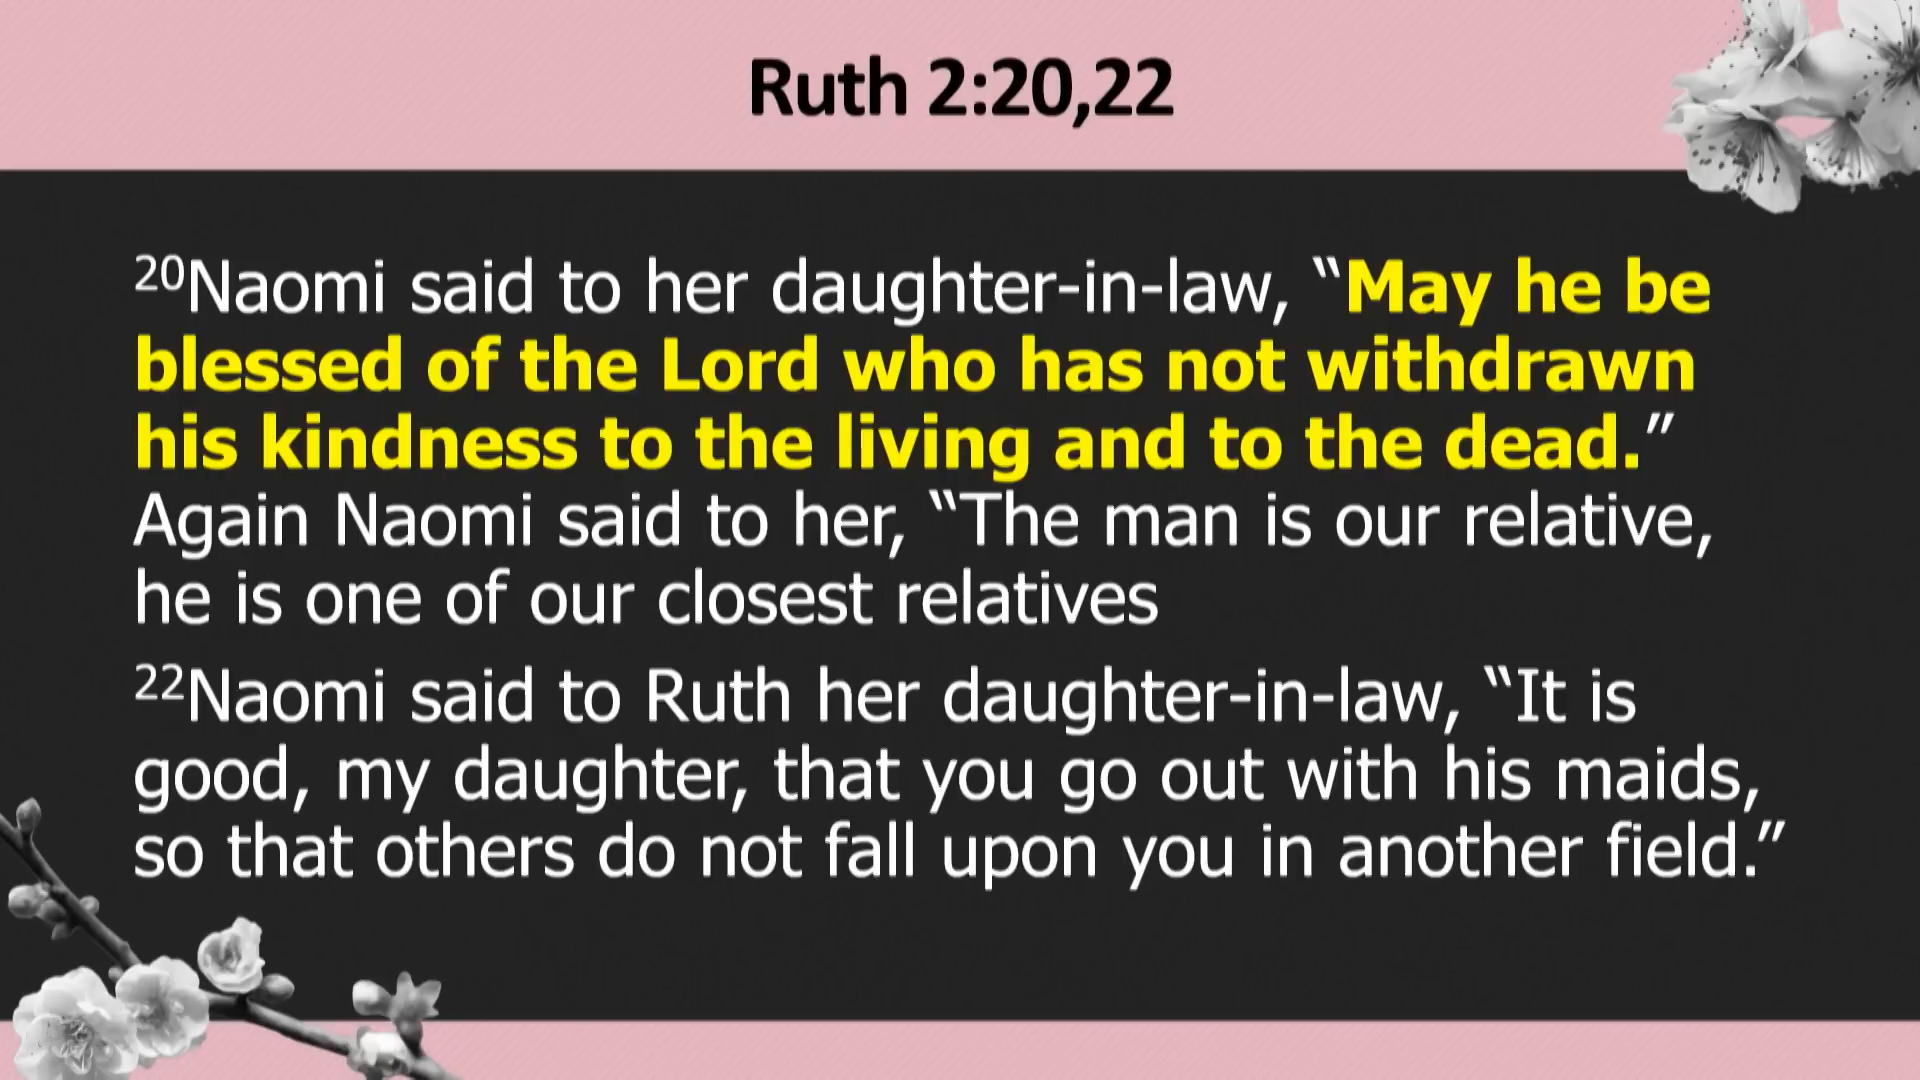 Ruth 2:20,22
20Naomi said to her daughter-in-law, “May he be
blessed of the Lord who has not withdrawn
his kindness to the living and to the dead.”
Again Naomi said to her, “The man is our relative,
he is one of our closest relatives
22Naomi said to Ruth her daughter-in-law, “It is
good, my daughter, that you go out with his maids,
so that others do not fall upon you in another field.”